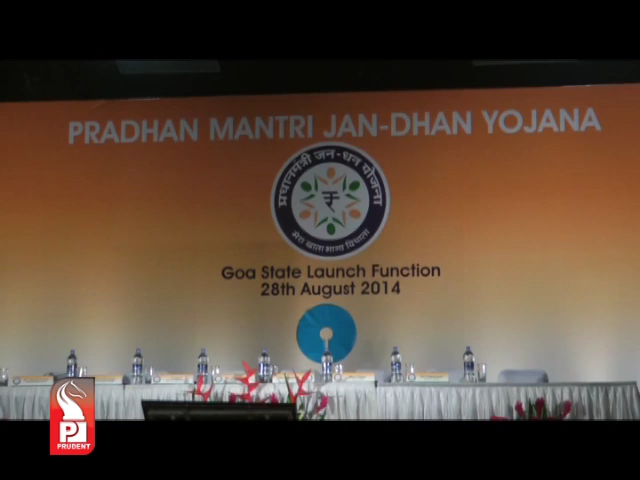 PRADHAN MANTRI JAN-DHAN YOJANA
प्रधानमंत्री जन-धन योजना
मेरा खाता भाग्य विधाता
Goa State Launch Function
28th August 2014
PRUDENT